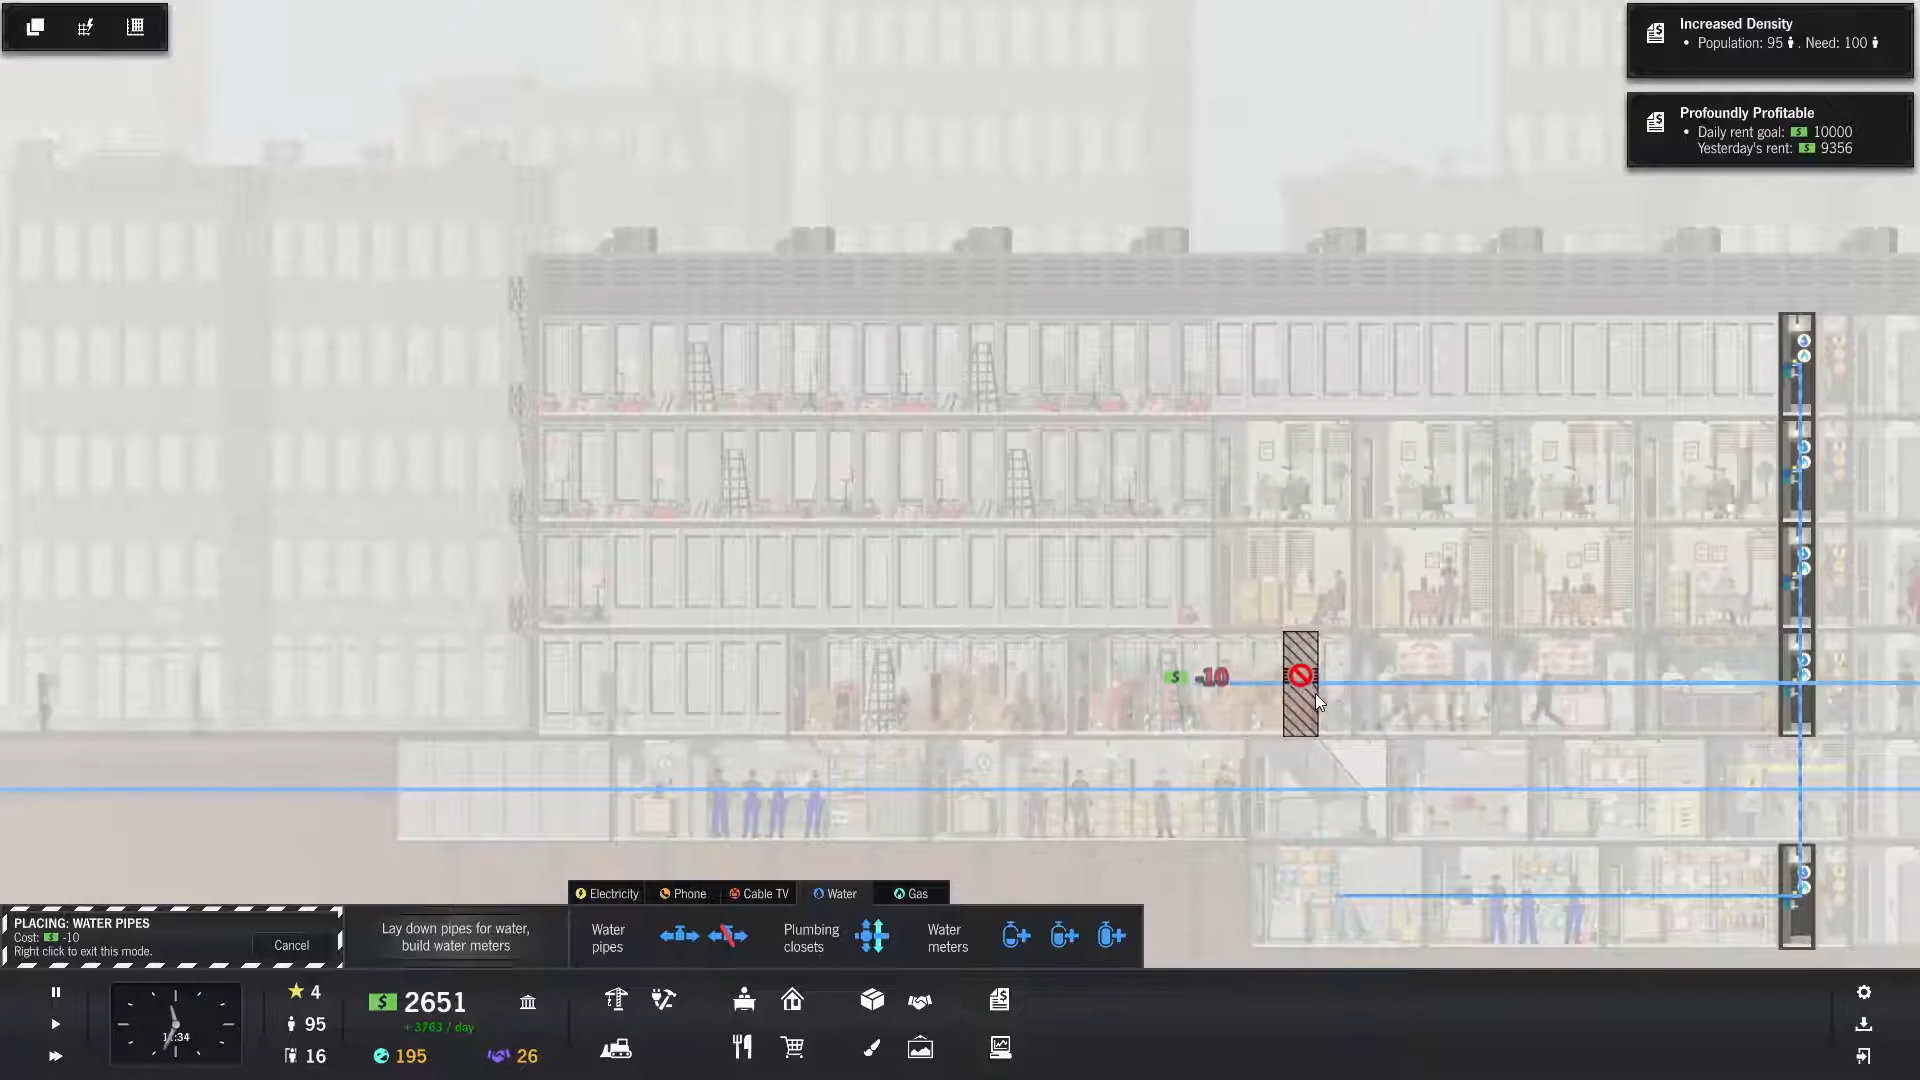 Increased Density
• Population: 95 . Need: 100
Profoundly Profitable
• Daily rent goal: $ 10000
Yesterday's rent: $ 9356
$ -10
Electricity
Phone
Cable TV
Water
Gas
PLACING: WATER PIPES
Cost: $ -10
Right click to exit this mode.
Cancel
Lay down pipes for water,
build water meters
Water
pipes
Plumbing
closets
Water
meters
4
95
16
$ 2651
+ 3763 / day
195
26